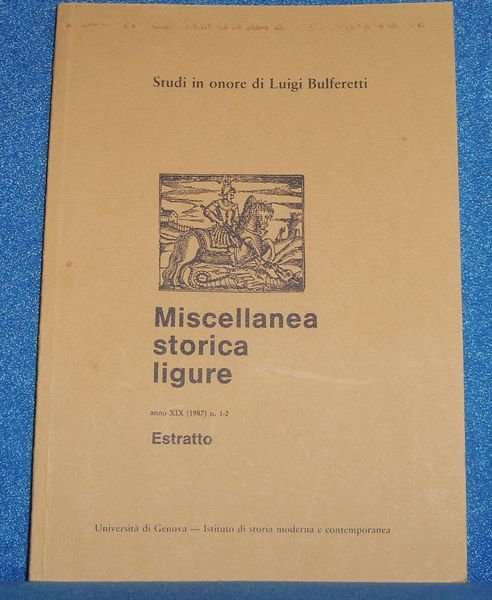 Studi in onore di Luigi Bulferetti
Miscellanea
storica
ligure
anno XIX (1987) n. 1-2
Estratto
Università di Genova — Istituto di storia moderna e contemporanea